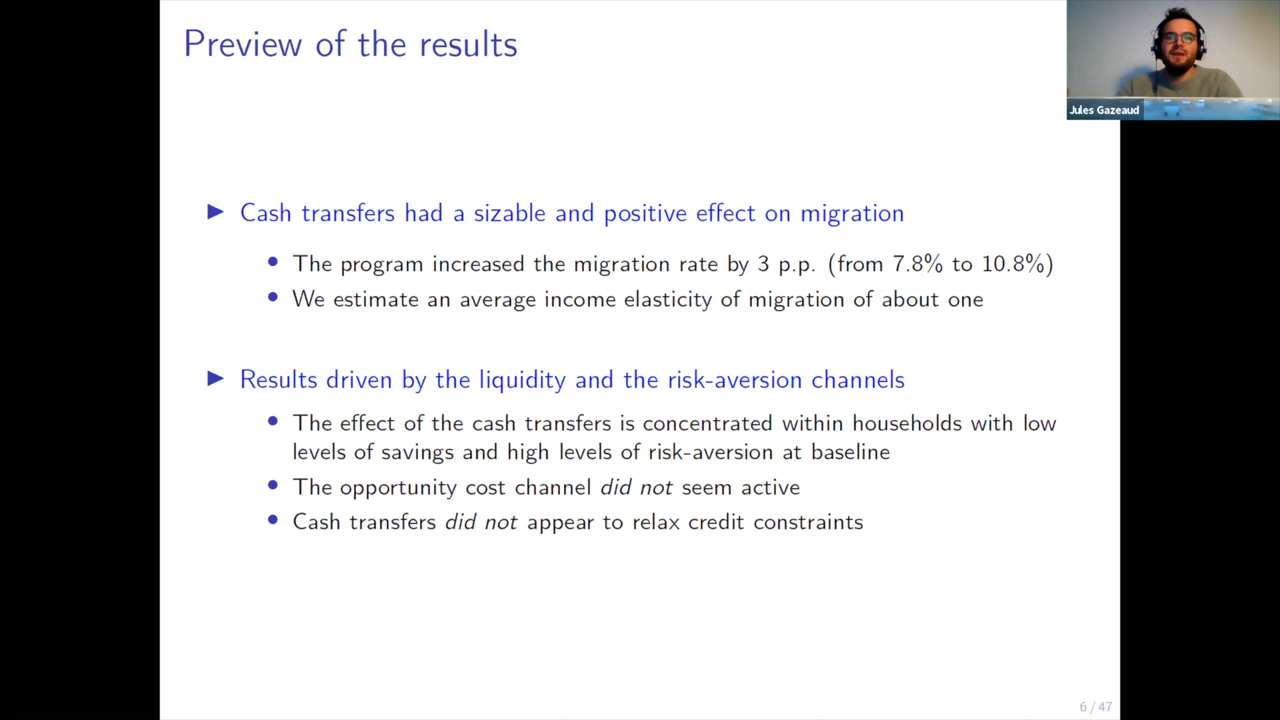 Preview of the results
Jules Gazeaud
▶ Cash transfers had a sizable and positive effect on migration
• The program increased the migration rate by 3 p.p. (from 7.8% to 10.8%)
• We estimate an average income elasticity of migration of about one
▶ Results driven by the liquidity and the risk-aversion channels
• The effect of the cash transfers is concentrated within households with low
levels of savings and high levels of risk-aversion at baseline
• The opportunity cost channel did not seem active
• Cash transfers did not appear to relax credit constraints
6 / 47